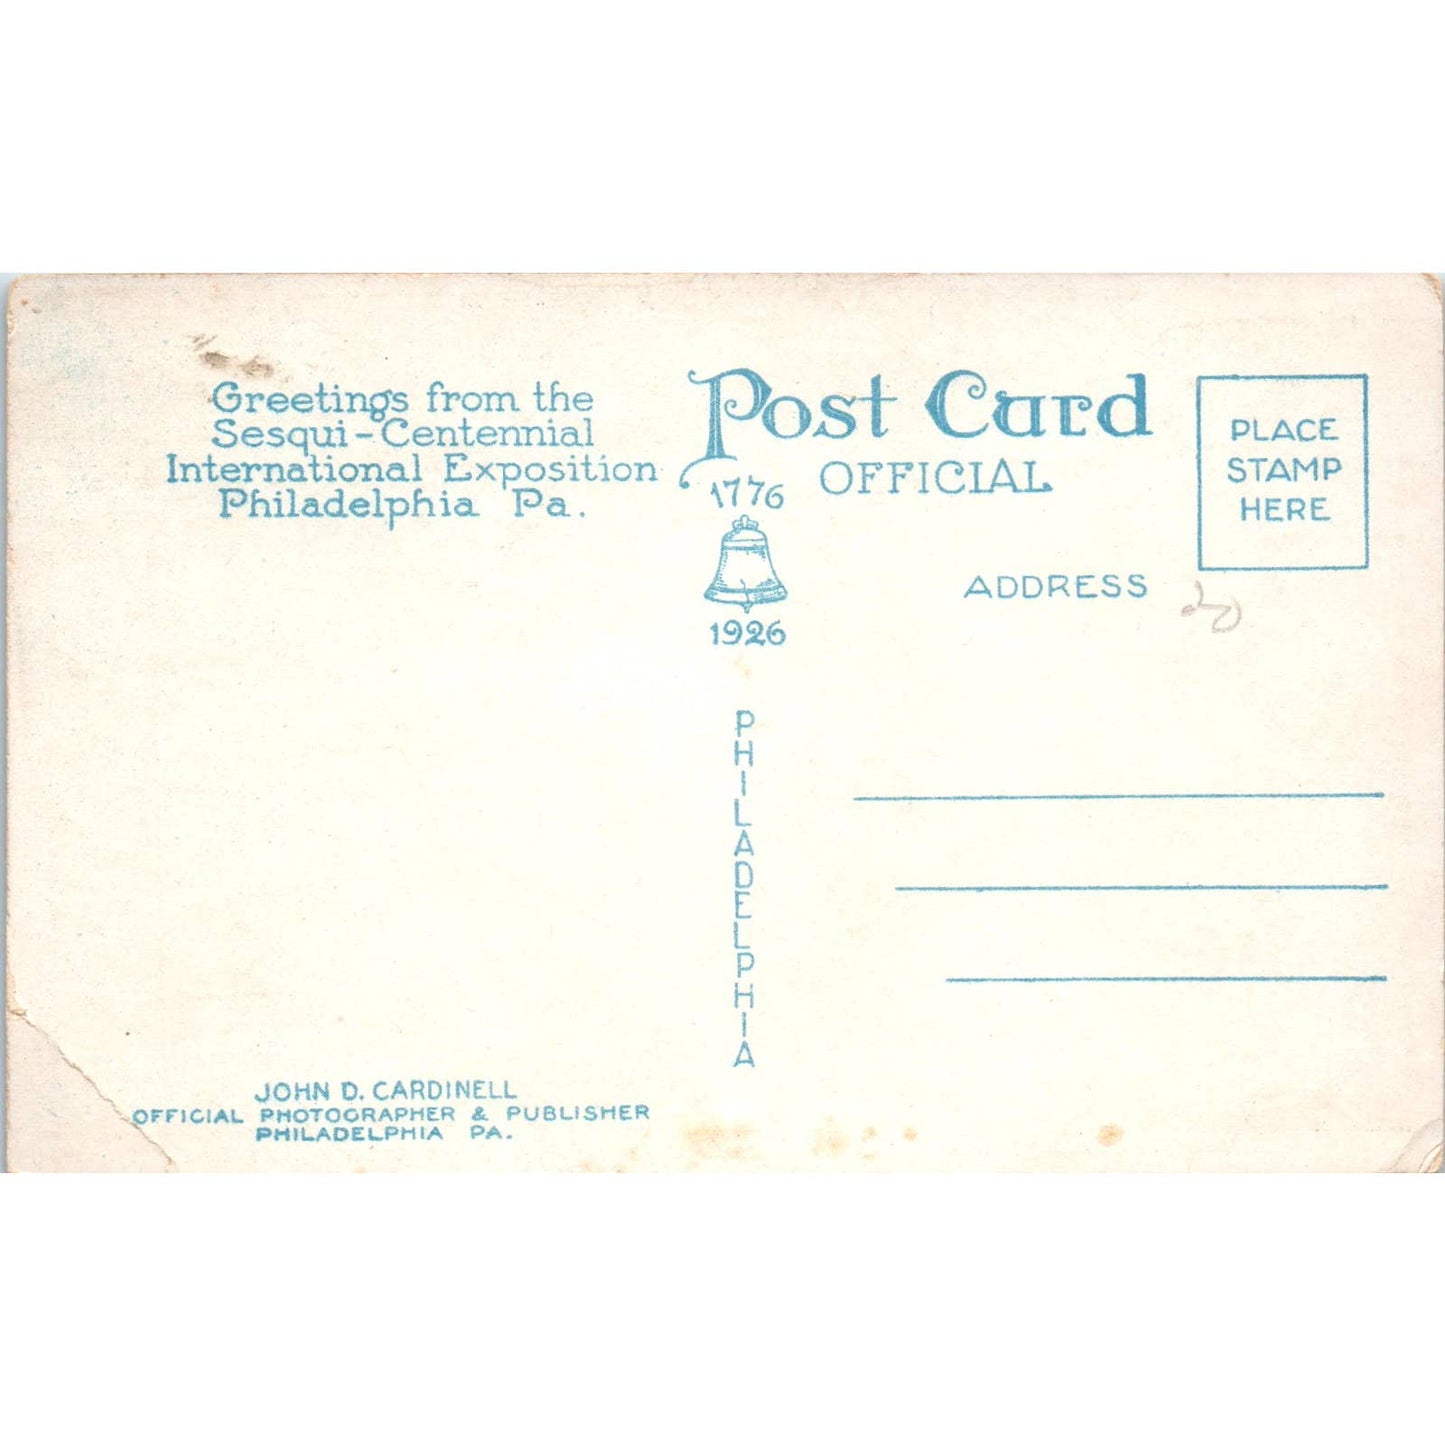 Greetings from the
Sesqui-Centennial
International Exposition
Philadelphia Pa.
Post Card
OFFICIAL
1776
1926
PHILADELPHIA
PLACE
STAMP
HERE
ADDRESS
JOHN D. CARDINELL
OFFICIAL PHOTOGRAPHER & PUBLISHER
PHILADELPHIA PA.